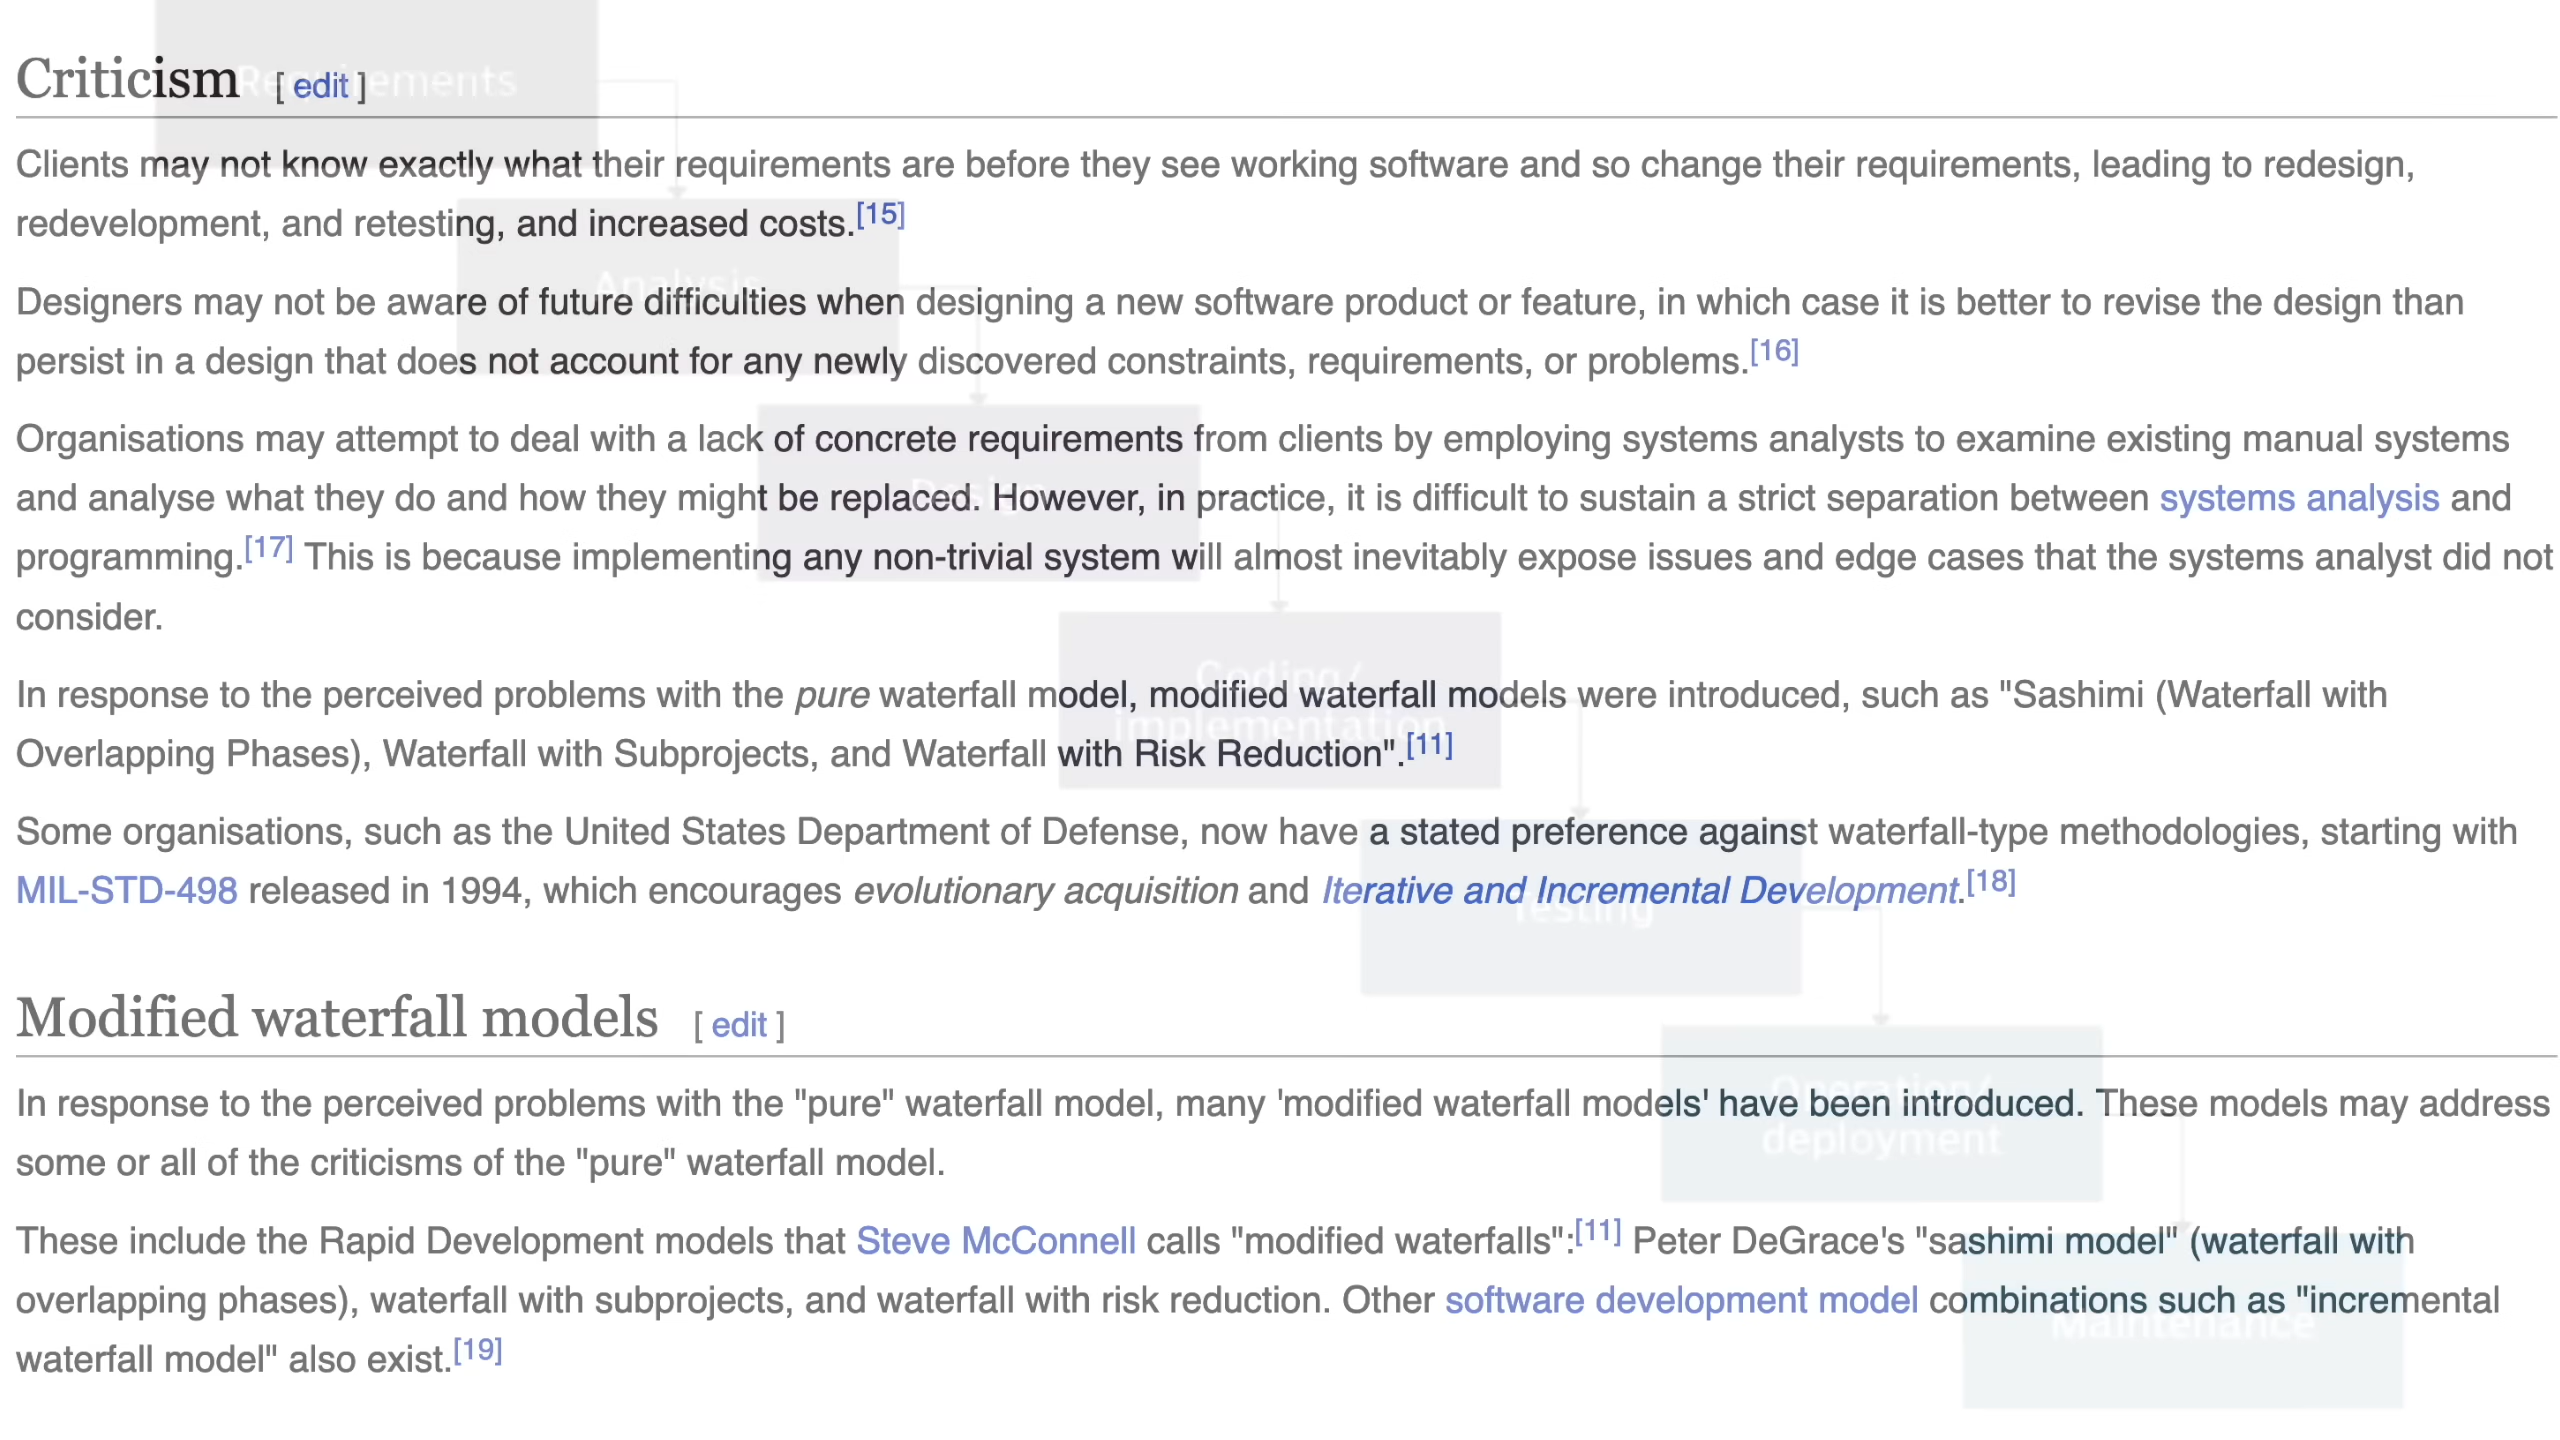 Requirements
Criticism [ edit ]
Clients may not know exactly what their requirements are before they see working software and so change their requirements, leading to redesign,
redevelopment, and retesting, and increased costs.[15]
Analysis
Designers may not be aware of future difficulties when designing a new software product or feature, in which case it is better to revise the design than
persist in a design that does not account for any newly discovered constraints, requirements, or problems.[16]
Organisations may attempt to deal with a lack of concrete requirements from clients by employing systems analysts to examine existing manual systems
and analyse what they do and how they might be replaced. However, in practice, it is difficult to sustain a strict separation between systems analysis and
Design
programming.[17] This is because implementing any non-trivial system will almost inevitably expose issues and edge cases that the systems analyst did not
consider.
Coding/
In response to the perceived problems with the pure waterfall model, modified waterfall models were introduced, such as "Sashimi (Waterfall with
implementation
Overlapping Phases), Waterfall with Subprojects, and Waterfall with Risk Reduction".[11]
Some organisations, such as the United States Department of Defense, now have a stated preference against waterfall-type methodologies, starting with
MIL-STD-498 released in 1994, which encourages evolutionary acquisition and Iterative and Incremental Development.[18]
Testing
Modified waterfall models [ edit ]
Operation/
In response to the perceived problems with the "pure" waterfall model, many 'modified waterfall models' have been introduced. These models may address
deployment
some or all of the criticisms of the "pure" waterfall model.
These include the Rapid Development models that Steve McConnell calls "modified waterfalls":[11] Peter DeGrace's "sashimi model" (waterfall with
overlapping phases), waterfall with subprojects, and waterfall with risk reduction. Other software development model combinations such as "incremental
Maintenance
waterfall model" also exist.[19]